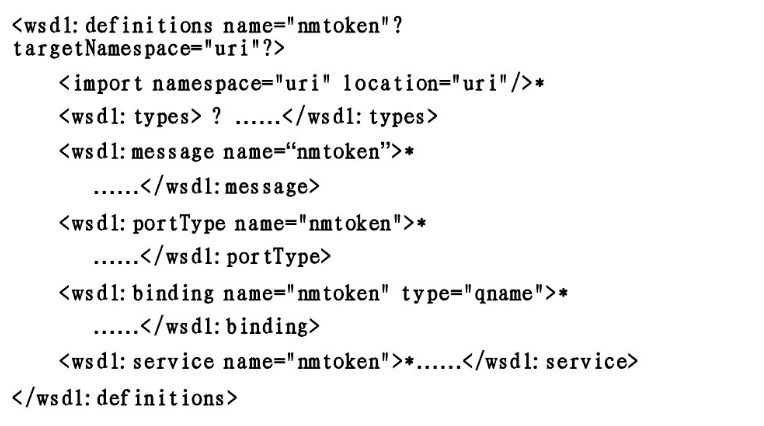 <wsdl:definitions name="nmtoken"?
targetNamespace="uri"?>
<import namespace="uri" location="uri"/>*
<wsdl:types> ? ......</wsdl:types>
<wsdl:message name=“nmtoken”>*
......</wsdl:message>
<wsdl:portType name="nmtoken">*
......</wsdl:portType>
<wsdl:binding name="nmtoken" type="qname">*
......</wsdl:binding>
<wsdl:service name="nmtoken">*......</wsdl:service>
</wsdl:definitions>